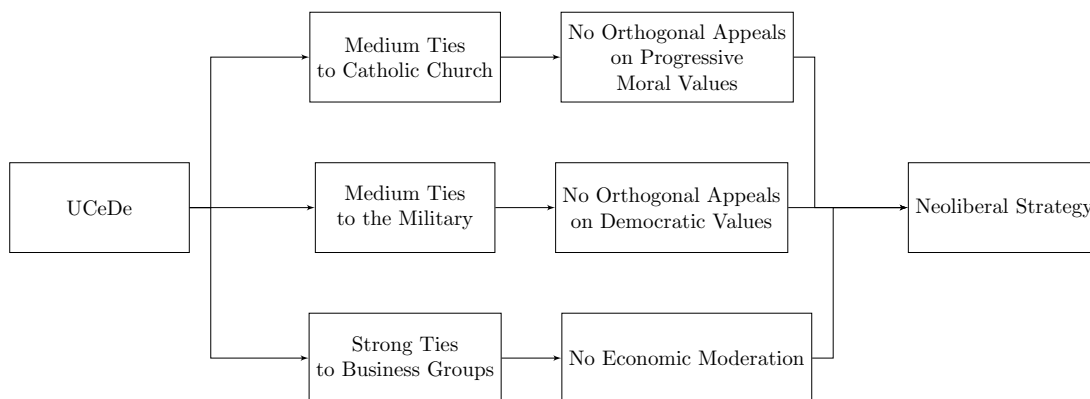 UCeDe
Medium Ties
to Catholic Church
No Orthogonal Appeals
on Progressive
Moral Values
Medium Ties
to the Military
No Orthogonal Appeals
on Democratic Values
Strong Ties
to Business Groups
No Economic Moderation
Neoliberal Strategy